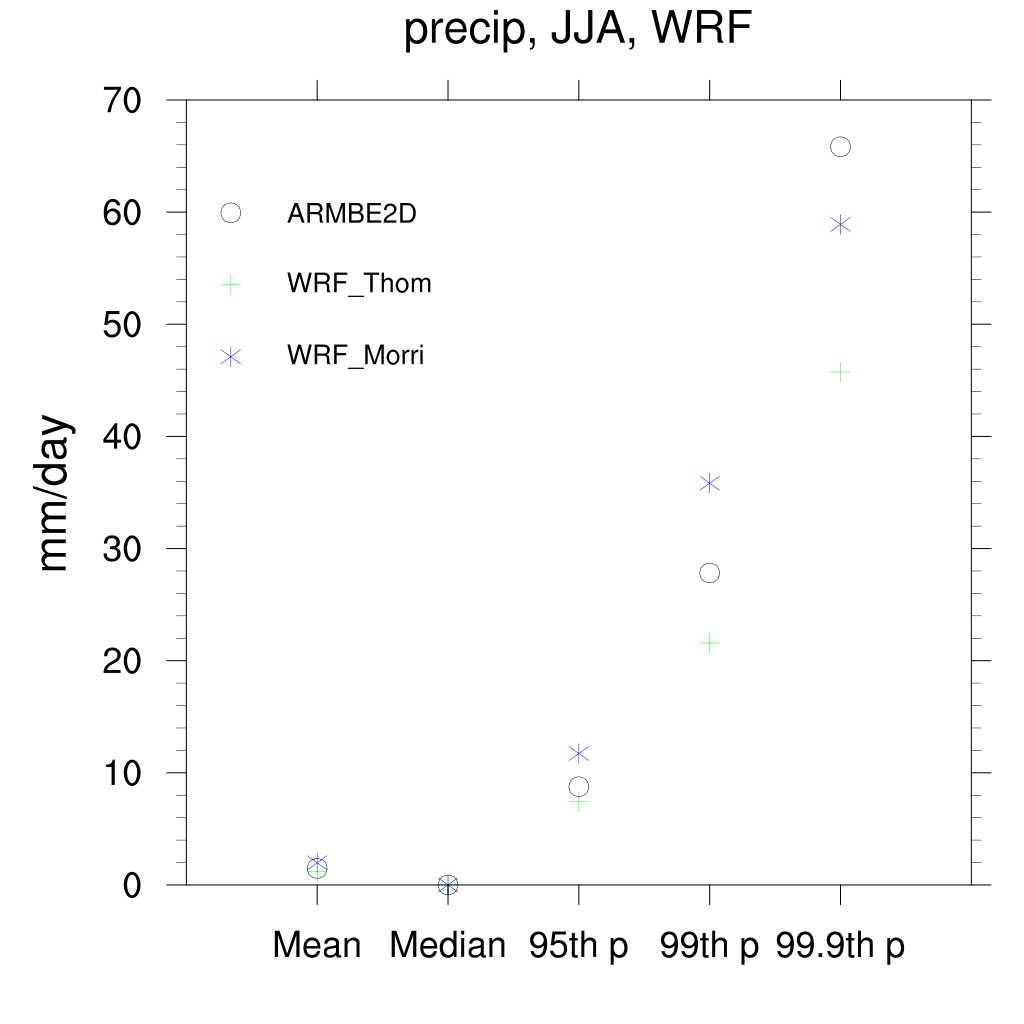 precip, JJA, WRF
70
60
50
40
30
20
10
0
mm/day
ARMBE2D
WRF_Thom
WRF_Morri
Mean Median 95th p 99th p 99.9th p